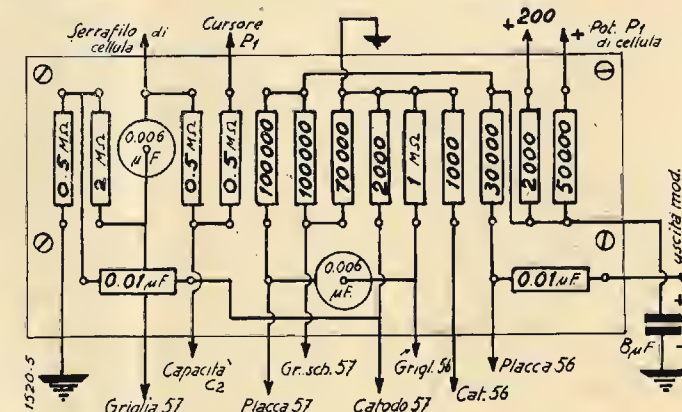 Serrafilo di
cellula
Cursore
P1
+200
+ Pot. P1
di cellula
0.5 MΩ
2 MΩ
0.006
µF
0.5 MΩ
0.5 MΩ
100000
100000
70000
2000
1 MΩ
1000
30000
2000
50000
uscita mod.
0.01 µF
0.006
µF.
0.01 µF
+
8µF
-
1520-5
Capacità
C2
Gr. sch. 57
Grigl. 56
Placca 56
Griglia 57
Placca 57
Catodo 57
Cat. 56